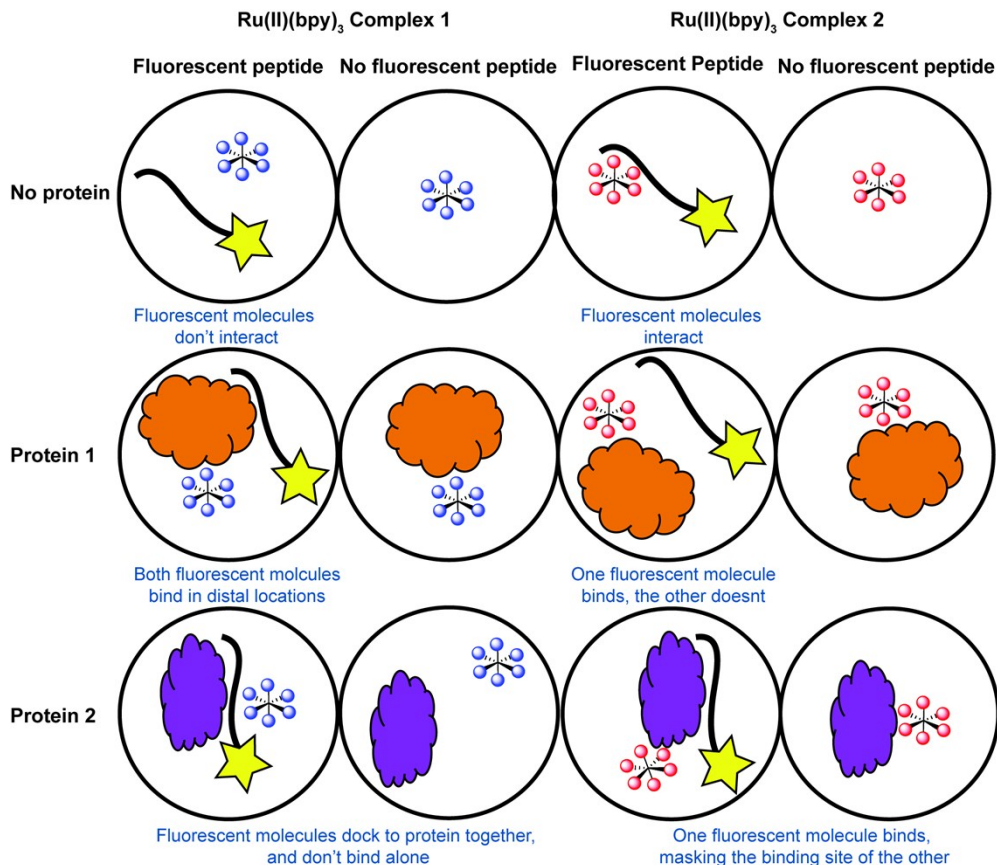 Ru(II)(bpy)₃ Complex 1
Ru(II)(bpy)₃ Complex 2
Fluorescent peptide
No fluorescent peptide
Fluorescent Peptide
No fluorescent peptide
No protein
Fluorescent molecules
don't interact
Fluorescent molecules
interact
Protein 1
Both fluorescent molcules
bind in distal locations
One fluorescent molecule
binds, the other doesnt
Protein 2
Fluorescent molecules dock to protein together,
and don't bind alone
One fluorescent molecule binds,
masking the binding site of the other